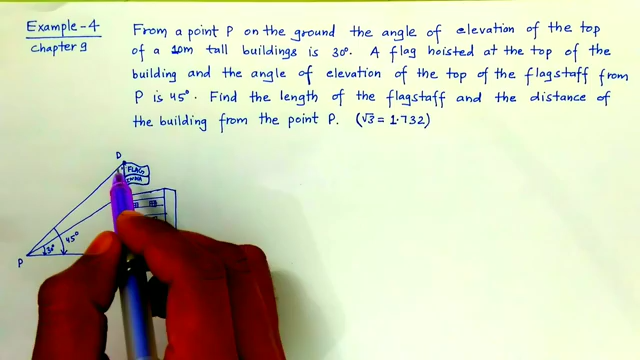 Example-4
Chapter 9
From a point P on the ground the angle of elevation of the top
of a 10m tall buildings is 30°. A flag hoisted at the top of the
building and the angle of elevation of the top of the flagstaff from
P is 45°. Find the length of the flagstaff and the distance of
the building from the point P. (√3 = 1.732)
D
FLAG
45°
30°
P